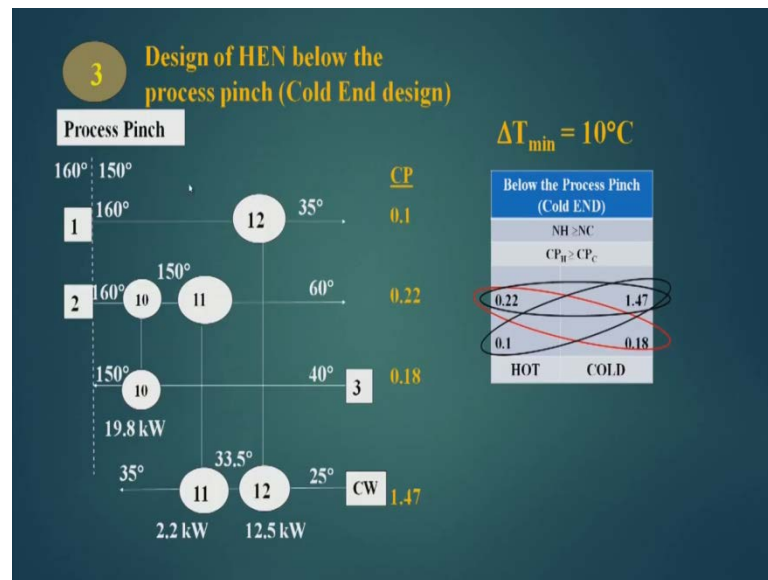 3
Design of HEN below the
process pinch (Cold End design)
Process Pinch
160° 150°
CP
1 160° 12 35° 0.1
2 160° 10 150° 11 60° 0.22
150° 10 40° 3 0.18
19.8 kW
35° 11 33.5° 12 25° CW 1.47
2.2 kW 12.5 kW
ΔTmin = 10°C
Below the Process Pinch
(Cold END)
NH ≥NC
CPH ≥ CPC
0.22 1.47
0.1 0.18
HOT COLD